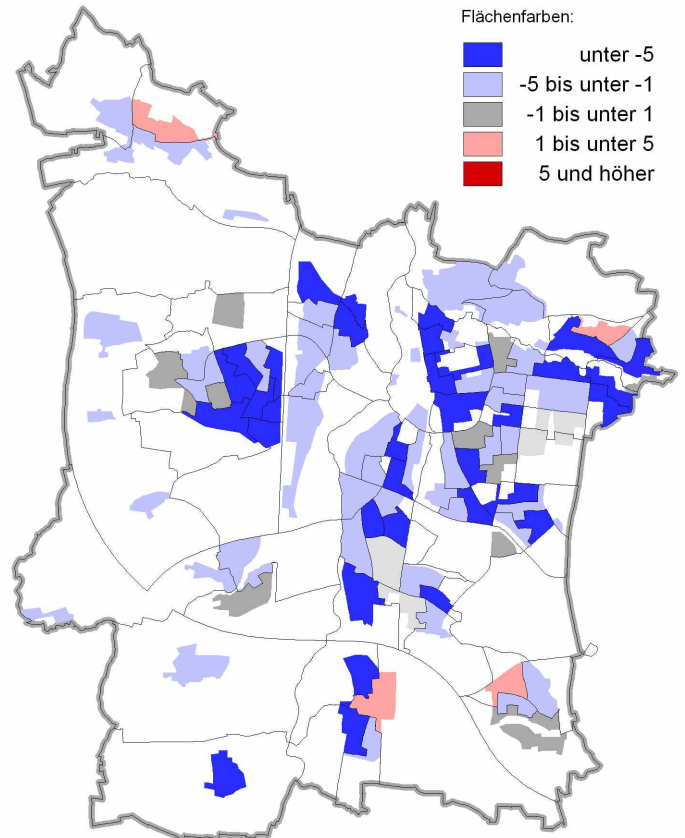 Flächenfarben:
unter -5
-5 bis unter -1
-1 bis unter 1
1 bis unter 5
5 und höher